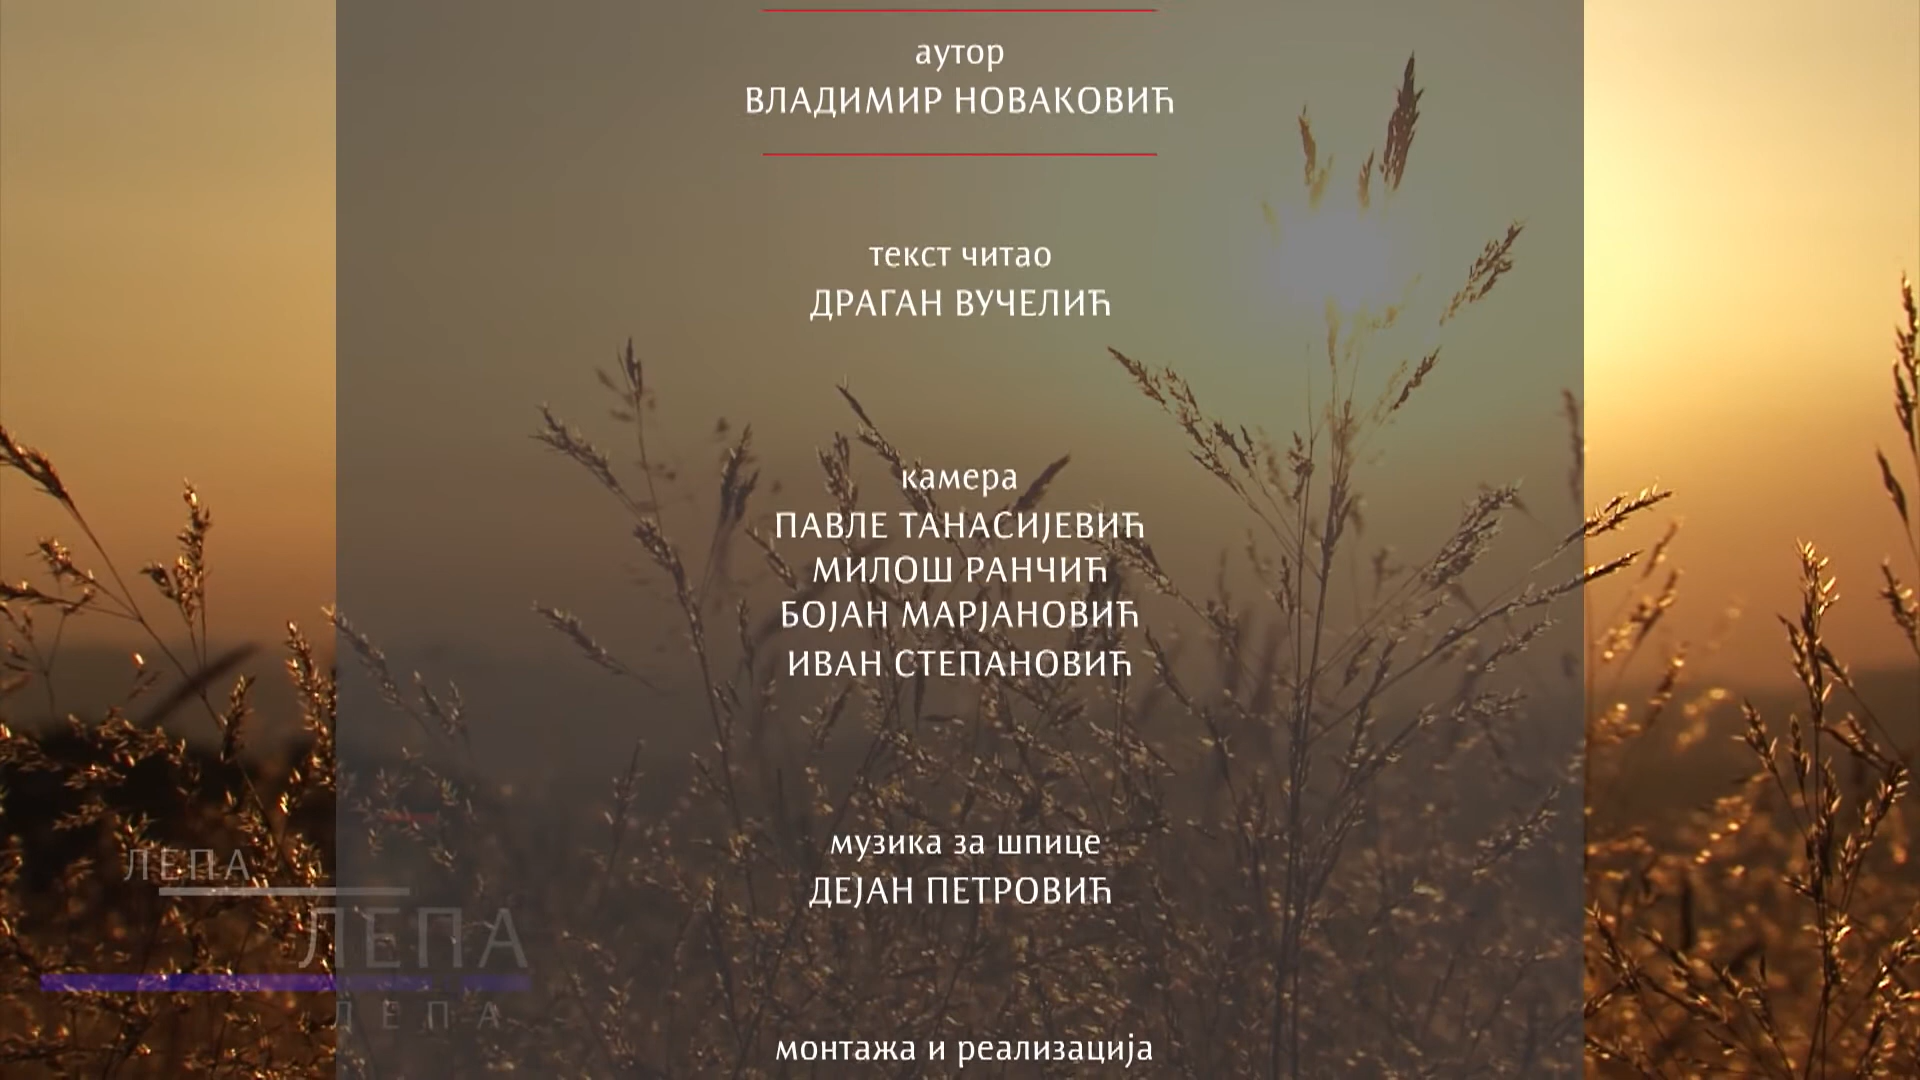 аутор
ВЛАДИМИР НОВАКОВИЋ
текст читао
ДРАГАН ВУЧЕЛИЋ
камера
ПАВЛЕ ТАНАСИЈЕВИЋ
МИЛОШ РАНЧИЋ
БОЈАН МАРЈАНОВИЋ
ИВАН СТЕПАНОВИЋ
музика за шпице
ДЕЈАН ПЕТРОВИЋ
ЛЕПА
ЛЕПА
ЛЕПА
монтажа и реализација